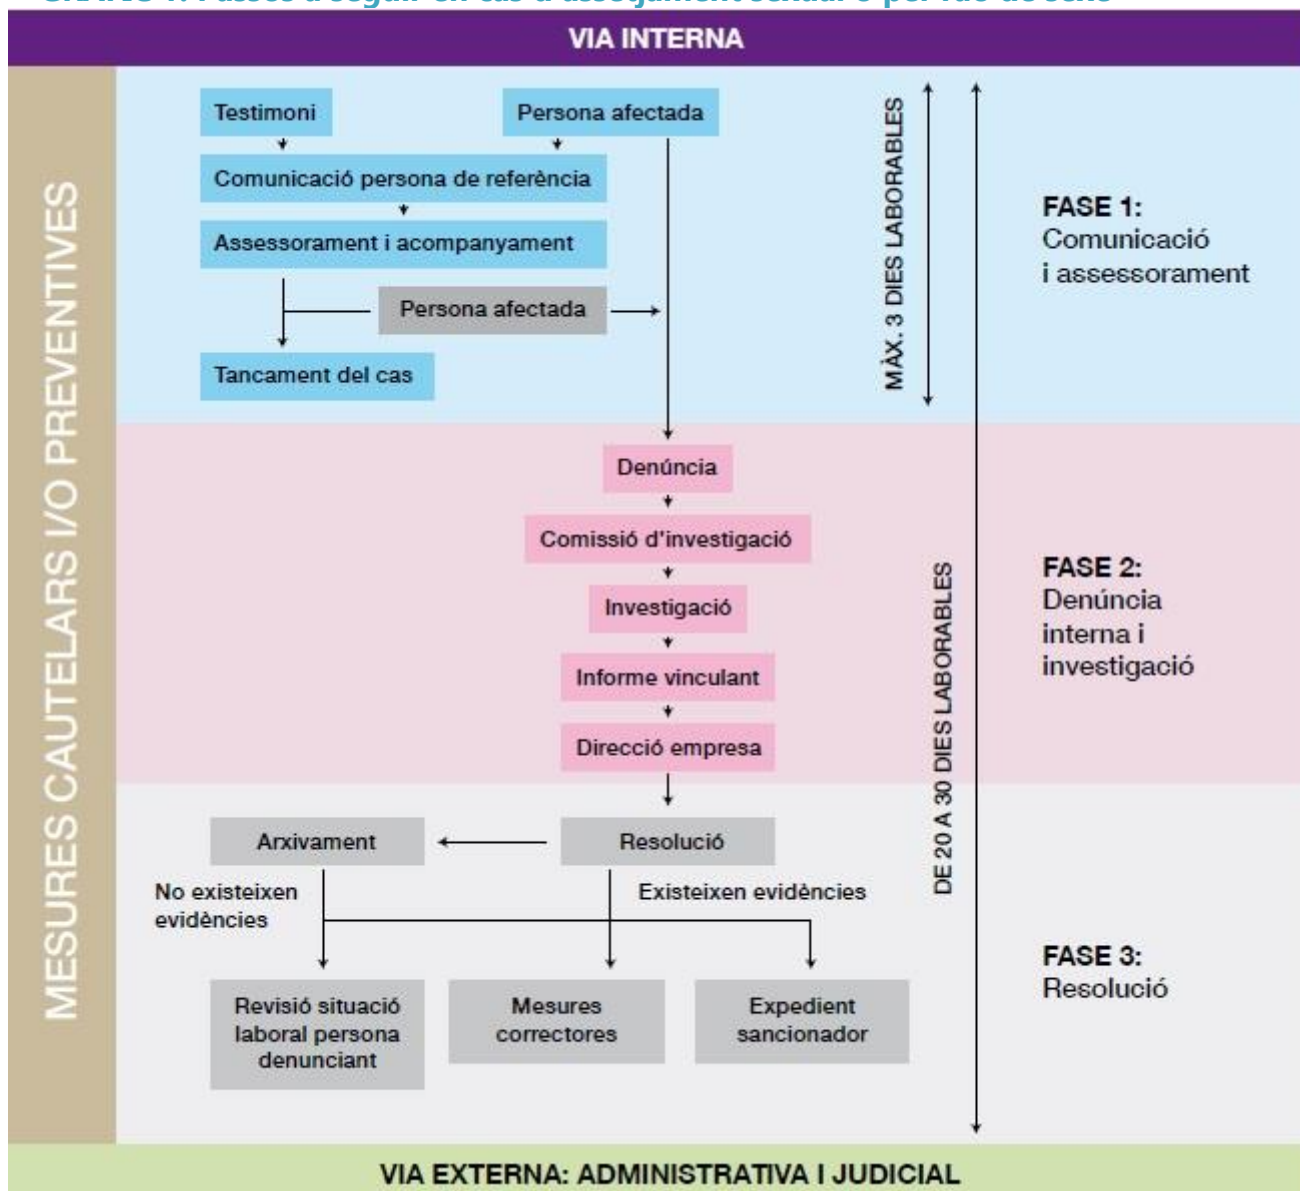 VIA INTERNA
MESURES CAUTELARS I/O PREVENTIVES
Testimoni
Persona afectada
Comunicació persona de referència
Assessorament i acompanyament
Persona afectada
Tancament del cas
MÀX. 3 DIES LABORABLES
FASE 1:
Comunicació
i assessorament
Denúncia
Comissió d'investigació
Investigació
Informe vinculant
Direcció empresa
DE 20 A 30 DIES LABORABLES
FASE 2:
Denúncia
interna i
investigació
Arxivament
Resolució
No existeixen
evidències
Existeixen evidències
Revisió situació
laboral persona
denunciant
Mesures
correctores
Expedient
sancionador
FASE 3:
Resolució
VIA EXTERNA: ADMINISTRATIVA I JUDICIAL